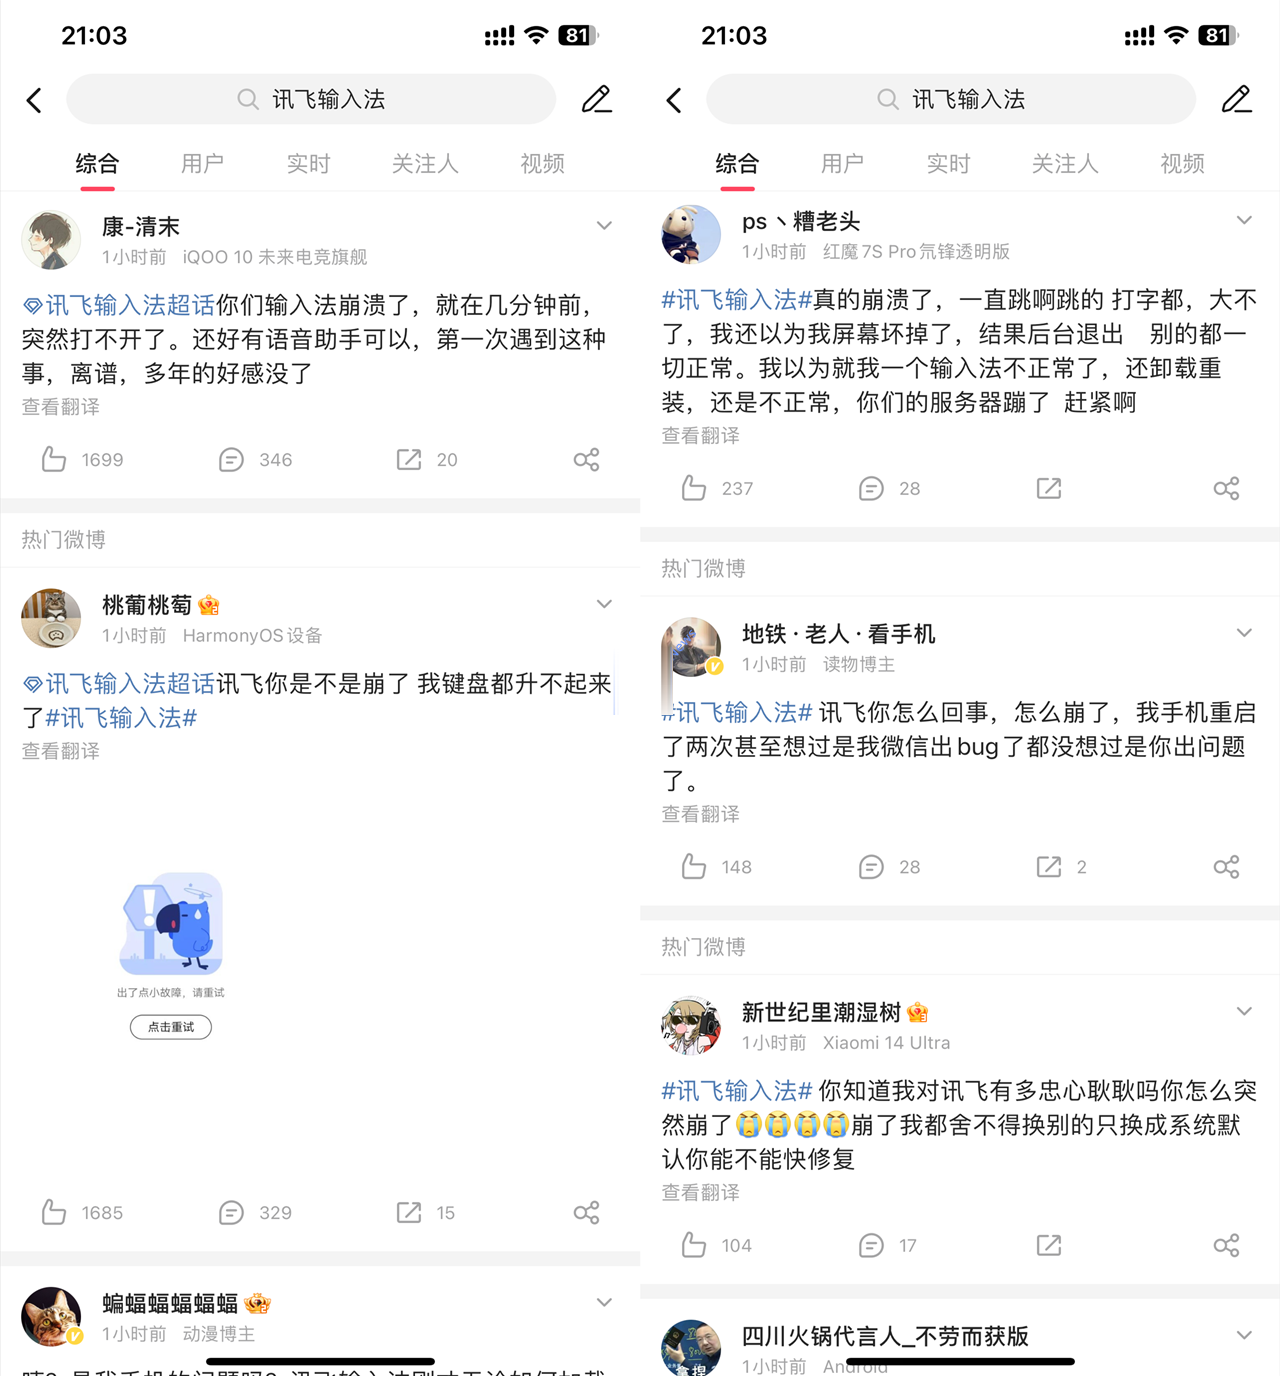 21:03
81
讯飞输入法
综合
用户
实时
关注人
视频
康-清末
1小时前 iQOO 10 未来电竞旗舰
讯飞输入法超话你们输入法崩溃了，就在几分钟前，
突然打不开了。还好有语音助手可以，第一次遇到这种
事，离谱，多年的好感没了
查看翻译
1699
346
20
热门微博
桃葡桃萄
1小时前 HarmonyOS设备
讯飞输入法超话讯飞你是不是崩了 我键盘都升不起来
了#讯飞输入法#
查看翻译
出了点小故障，请重试
点击重试
1685
329
15
蝙蝠蝠蝠蝠蝠
1小时前 动漫博主
21:03
81
讯飞输入法
综合
用户
实时
关注人
视频
ps丶糟老头
1小时前 红魔 7S Pro氘锋透明版
#讯飞输入法#真的崩溃了，一直跳啊跳的 打字都，大不
了，我还以为我屏幕坏掉了，结果后台退出 别的都一
切正常。我以为就我一个输入法不正常了，还卸载重
装，还是不正常，你们的服务器蹦了 赶紧啊
查看翻译
237
28
热门微博
地铁·老人·看手机
1小时前 读物博主
#讯飞输入法# 讯飞你怎么回事，怎么崩了，我手机重启
了两次甚至想过是我微信出bug了都没想过是你出问题
了。
查看翻译
148
28
2
热门微博
新世纪里潮湿树
1小时前 Xiaomi 14 Ultra
#讯飞输入法# 你知道我对讯飞有多忠心耿耿吗你怎么突
然崩了😭😭😭😭崩了我都舍不得换别的只换成系统默
认你能不能快修复
查看翻译
104
17
四川火锅代言人_不劳而获版
1小时前 Android